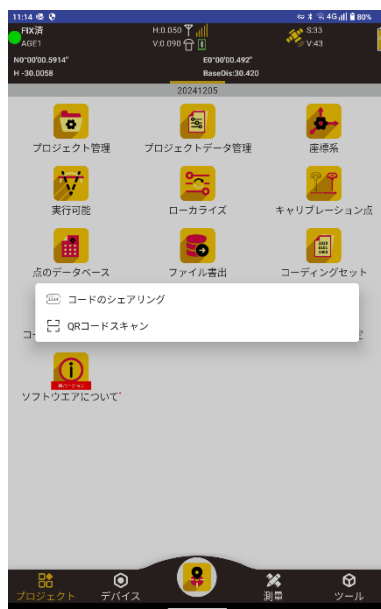 11:14
4G 80%
FIX済
AGE1
H:0.050
V:0.090
S:33
V:43
N0°00'00.5914"
E0°00'00.492"
H -30.0058
BaseDis:30.420
20241205
プロジェクト管理
プロジェクトデータ管理
座標系
実行可能
ローカライズ
キャリブレーション点
点のデータベース
ファイル書出
コーディングセット
1234
コードのシェアリング
QRコードスキャン
ソフトウエアについて*
プロジェクト
デバイス
測量
ツール